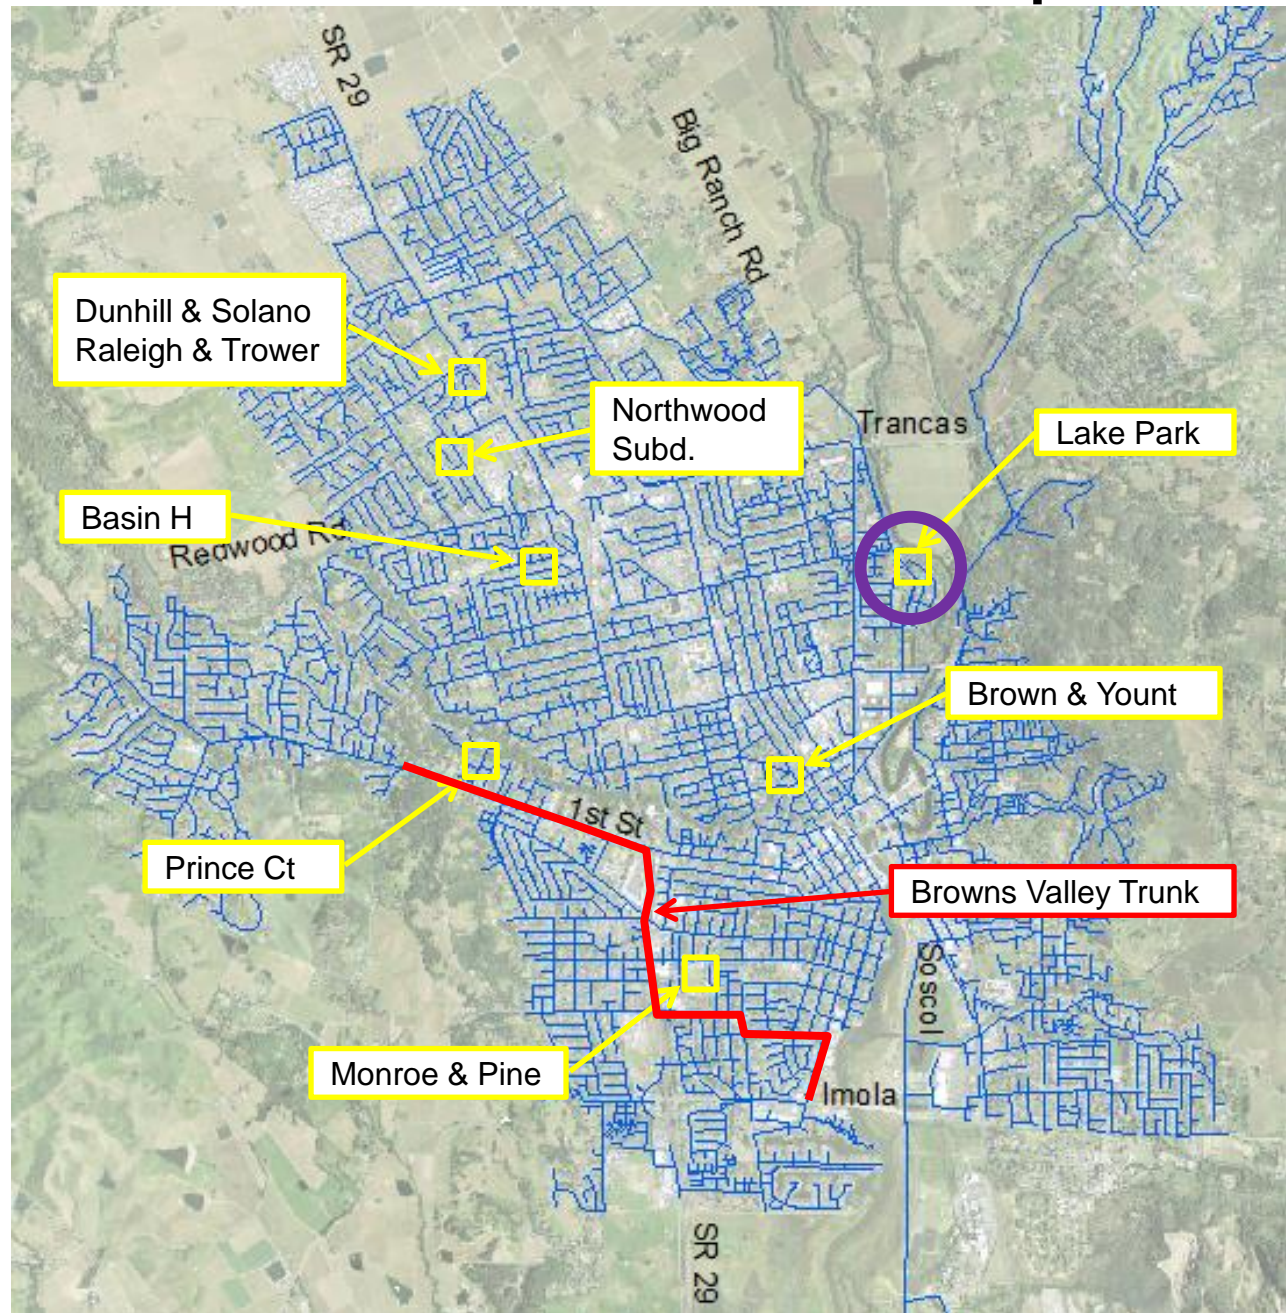 SR 29
Big Ranch Rd
Dunhill & Solano
Raleigh & Trower
Northwood
Subd.
Trancas
Lake Park
Basin H
Redwood Rd
Brown & Yount
1st St
Prince Ct
Browns Valley Trunk
Soscol
Monroe & Pine
Imola
SR 29